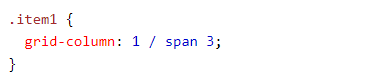 .item1 {
  grid-column: 1 / span 3;
}